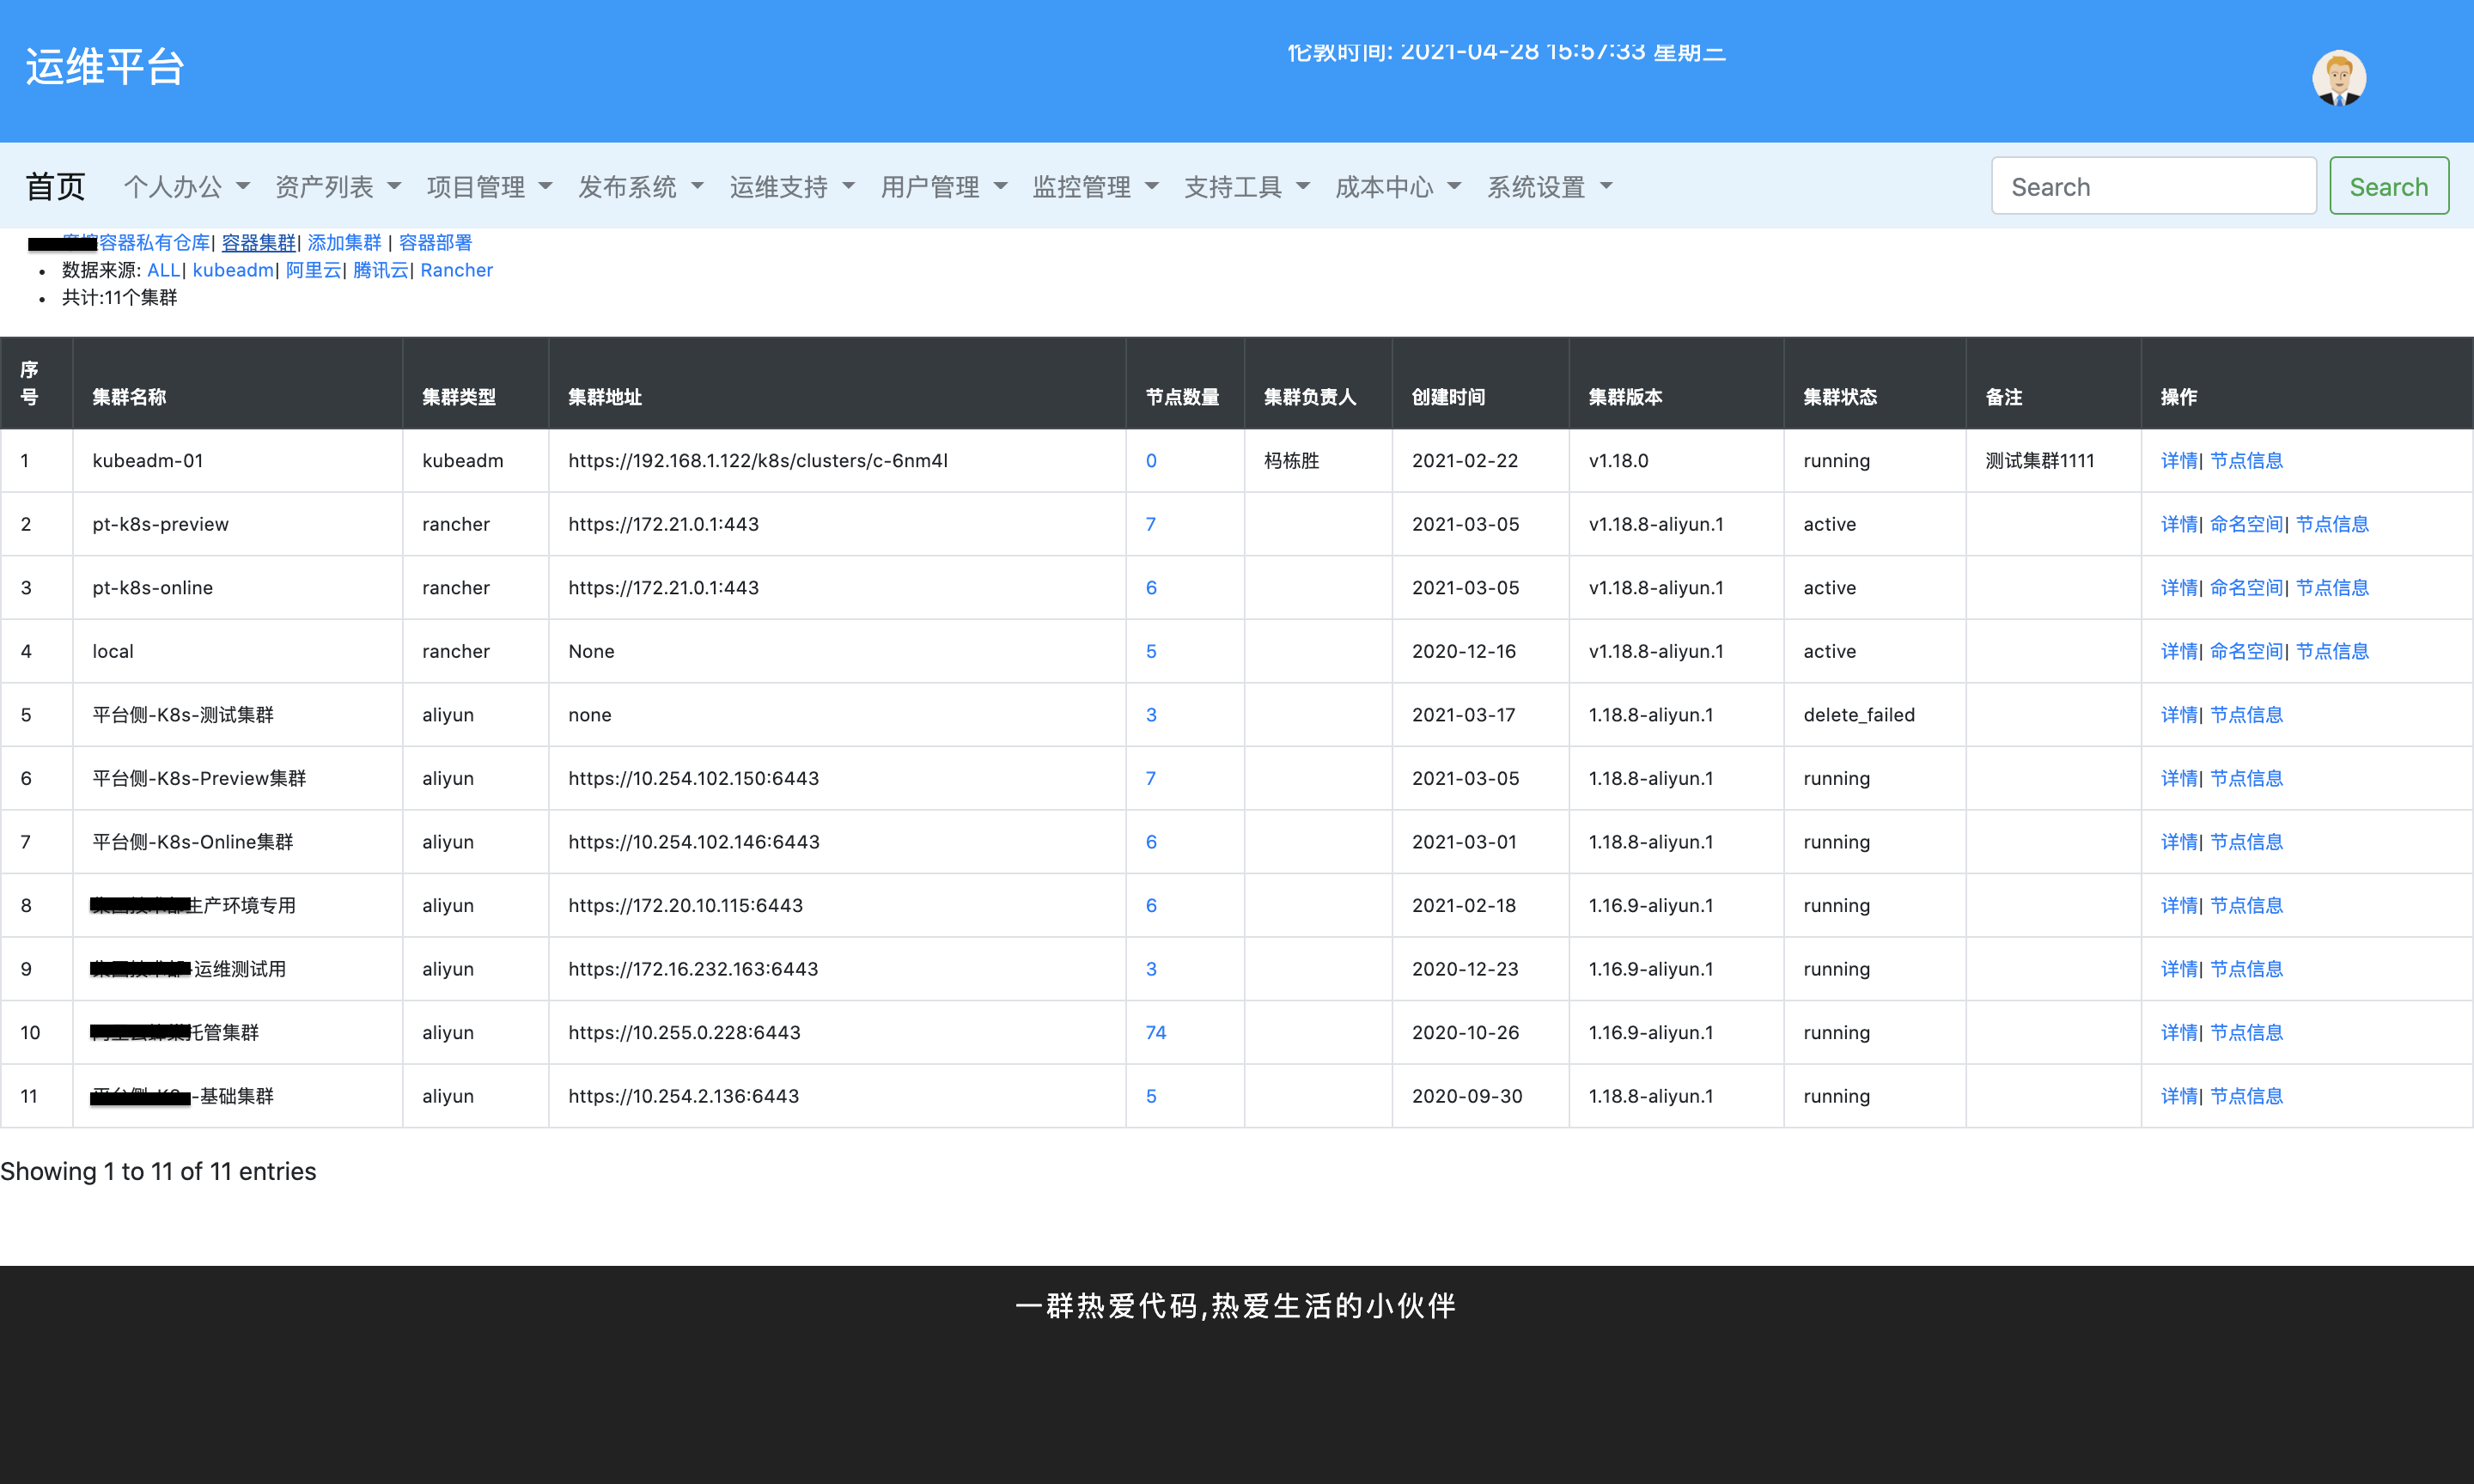 运维平台
伦敦时间: 2021-04-28 15:57:33 星期三
首页 个人办公 资产列表 项目管理 发布系统 运维支持 用户管理 监控管理 支持工具 成本中心 系统设置 Search Search
容器私有仓库| 容器集群| 添加集群 | 容器部署
• 数据来源: ALL| kubeadm| 阿里云| 腾讯云| Rancher
• 共计:11个集群
序号 集群名称 集群类型 集群地址 节点数量 集群负责人 创建时间 集群版本 集群状态 备注 操作
1 kubeadm-01 kubeadm https://192.168.1.122/k8s/clusters/c-6nm4l 0 杩栋胜 2021-02-22 v1.18.0 running 测试集群1111 详情| 节点信息
2 pt-k8s-preview rancher https://172.21.0.1:443 7 2021-03-05 v1.18.8-aliyun.1 active 详情| 命名空间| 节点信息
3 pt-k8s-online rancher https://172.21.0.1:443 6 2021-03-05 v1.18.8-aliyun.1 active 详情| 命名空间| 节点信息
4 local rancher None 5 2020-12-16 v1.18.8-aliyun.1 active 详情| 命名空间| 节点信息
5 平台侧-K8s-测试集群 aliyun none 3 2021-03-17 1.18.8-aliyun.1 delete_failed 详情| 节点信息
6 平台侧-K8s-Preview集群 aliyun https://10.254.102.150:6443 7 2021-03-05 1.18.8-aliyun.1 running 详情| 节点信息
7 平台侧-K8s-Online集群 aliyun https://10.254.102.146:6443 6 2021-03-01 1.18.8-aliyun.1 running 详情| 节点信息
8 生产环境专用 aliyun https://172.20.10.115:6443 6 2021-02-18 1.16.9-aliyun.1 running 详情| 节点信息
9 -运维测试用 aliyun https://172.16.232.163:6443 3 2020-12-23 1.16.9-aliyun.1 running 详情| 节点信息
10 托管集群 aliyun https://10.255.0.228:6443 74 2020-10-26 1.16.9-aliyun.1 running 详情| 节点信息
11 -基础集群 aliyun https://10.254.2.136:6443 5 2020-09-30 1.18.8-aliyun.1 running 详情| 节点信息
Showing 1 to 11 of 11 entries
一群热爱代码,热爱生活的小伙伴